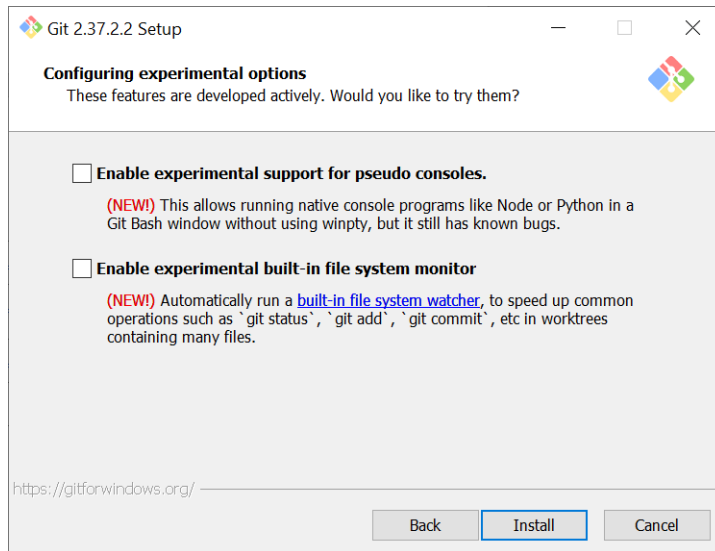 Git 2.37.2.2 Setup
Configuring experimental options
These features are developed actively. Would you like to try them?
Enable experimental support for pseudo consoles.
(NEW!) This allows running native console programs like Node or Python in a
Git Bash window without using winpty, but it still has known bugs.
Enable experimental built-in file system monitor
(NEW!) Automatically run a built-in file system watcher, to speed up common
operations such as `git status`, `git add`, `git commit`, etc in worktrees
containing many files.
https://gitforwindows.org/
Back Install Cancel